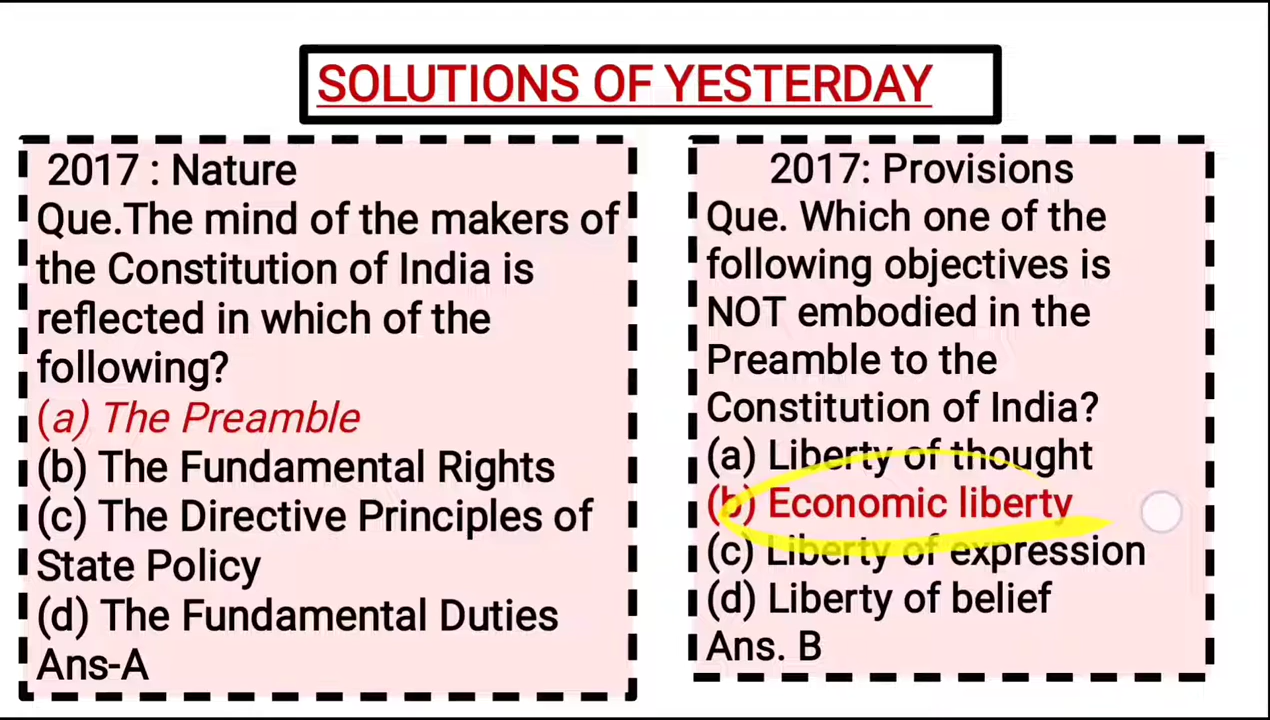 SOLUTIONS OF YESTERDAY
2017 : Nature
Que.The mind of the makers of
the Constitution of India is
reflected in which of the
following?
(a) The Preamble
(b) The Fundamental Rights
(c) The Directive Principles of
State Policy
(d) The Fundamental Duties
Ans-A
2017: Provisions
Que. Which one of the
following objectives is
NOT embodied in the
Preamble to the
Constitution of India?
(a) Liberty of thought
(b) Economic liberty
(c) Liberty of expression
(d) Liberty of belief
Ans. B